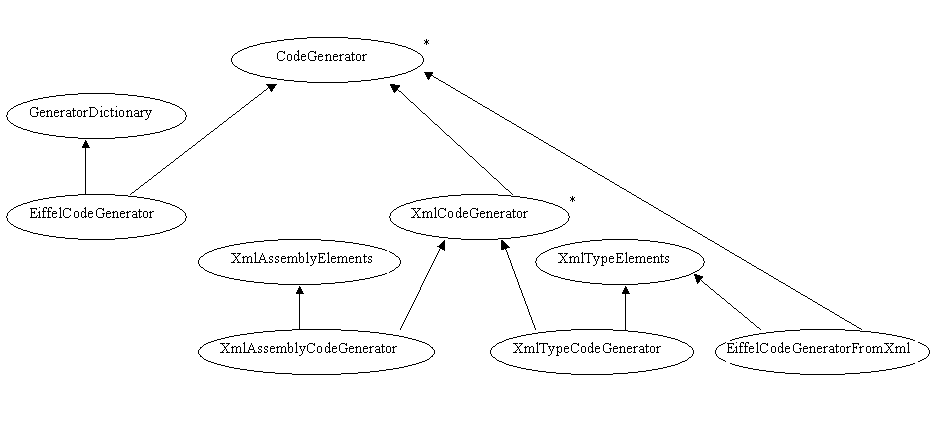 CodeGenerator *
GeneratorDictionary
EiffelCodeGenerator
XmlCodeGenerator *
XmlAssemblyElements
XmlTypeElements
XmlAssemblyCodeGenerator
XmlTypeCodeGenerator
EiffelCodeGeneratorFromXml